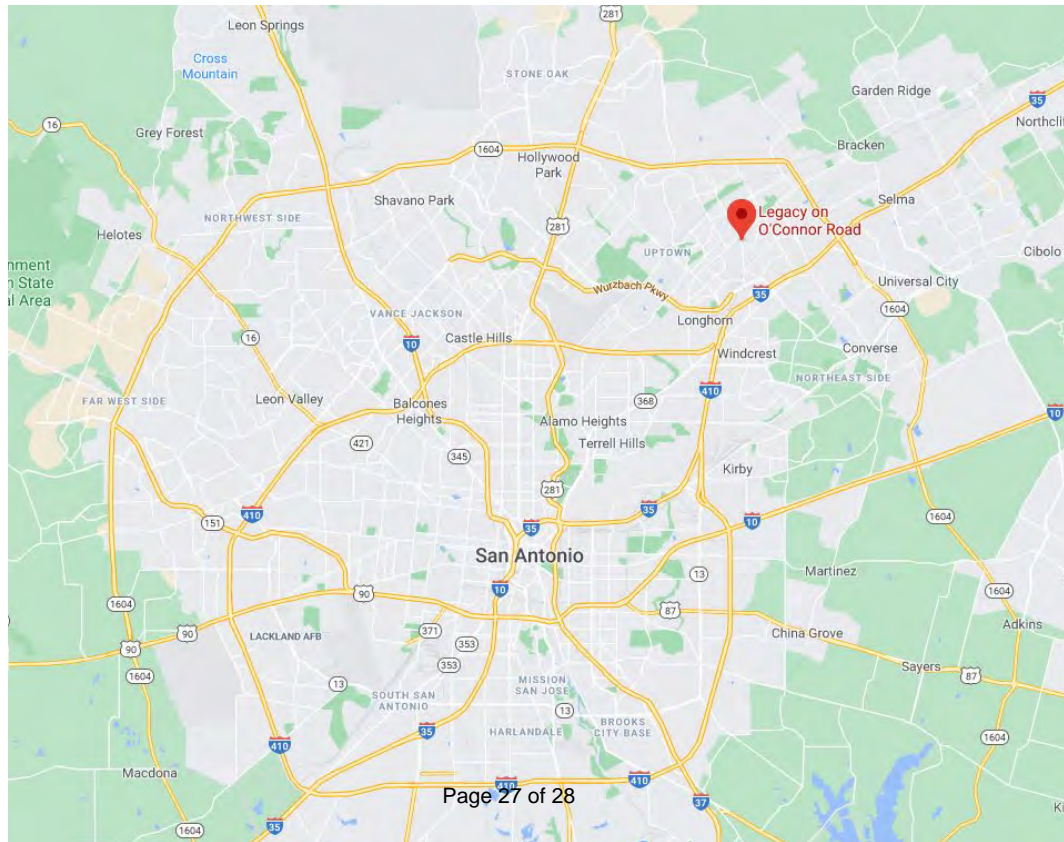 281
Leon Springs
Cross
Mountain
STONE OAK
Garden Ridge
35
16
Grey Forest
Northclif
1604
Hollywood
Park
Bracken
Shavano Park
Selma
NORTHWEST SIDE
281
Legacy on
O'Connor Road
Helotes
UPTOWN
Cibolo
nment
n State
al Area
Universal City
Wurzbach Pkwy
35
1604
VANCE JACKSON
Longhorn
16
Castle Hills
10
Windcrest
Converse
NORTHEAST SIDE
410
FAR WEST SIDE
Leon Valley
Balcones
Heights
368
10
Alamo Heights
421
Terrell Hills
345
Kirby
281
410
151
35
35
10
1604
San Antonio
13
Martinez
10
90
1604
87
Adkins
90
371
China Grove
LACKLAND AFB
353
90
353
Sayers
1604
13
87
MISSION
SAN JOSE
SOUTH SAN
ANTONIO
13
BROOKS
CITY BASE
35
HARLANDALE
1604
410
Macdona
410
410
Page 27 of 28
37
Ki
35
1604